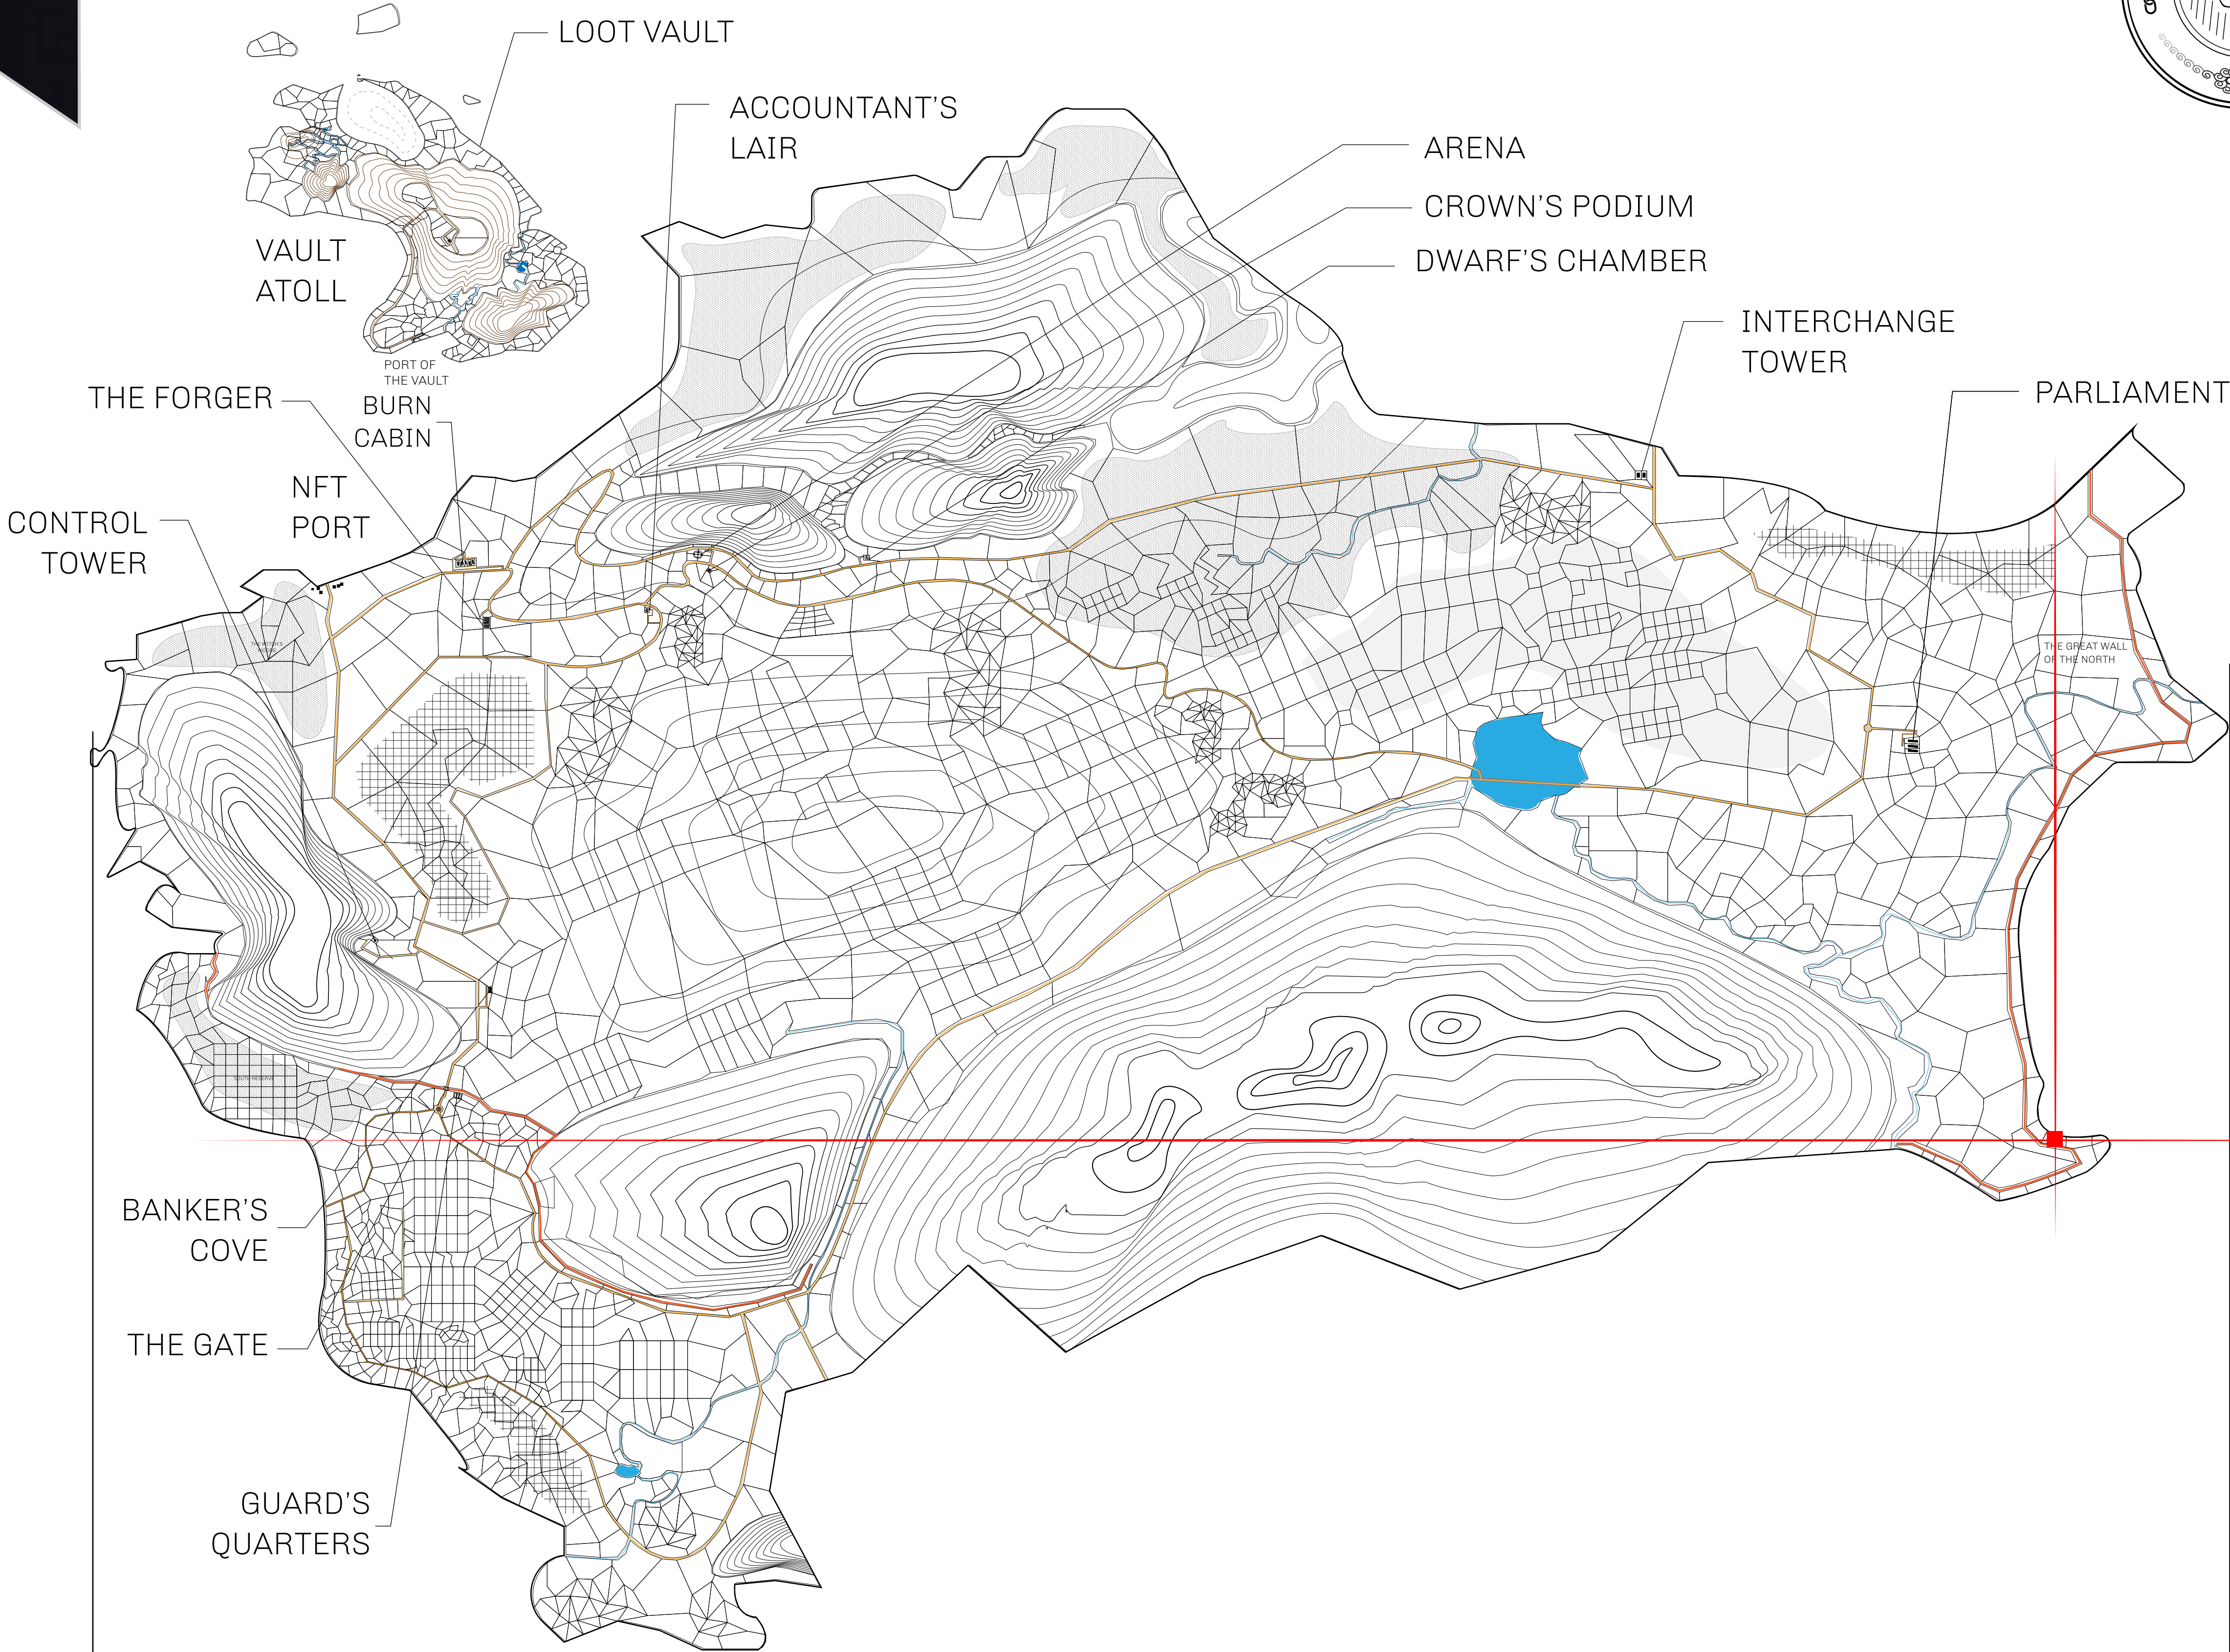 LOOT VAULT
ACCOUNTANT'S
LAIR
ARENA
CROWN'S PODIUM
DWARF'S CHAMBER
VAULT
ATOLL
INTERCHANGE
TOWER
PORT OF
THE VAULT
PARLIAMENT
THE FORGER
BURN
CABIN
NFT
PORT
CONTROL
TOWER
THE GREAT WALL
OF THE NORTH
SOUTH RESERVE
BANKER'S
COVE
THE GATE
GUARD'S
QUARTERS